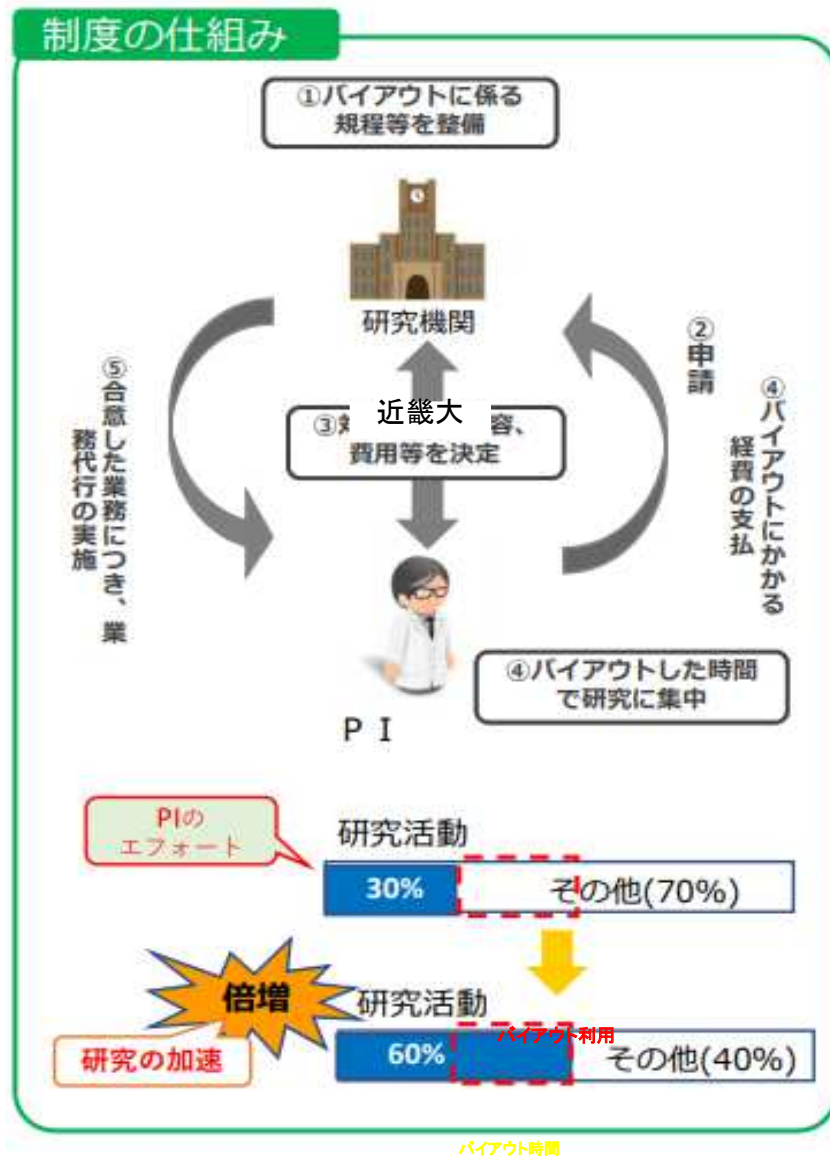 制度の仕組み
①バイアウトに係る
規程等を整備
研究機関
②申請
④バイアウトにかかる
経費の支払
⑤合意した業務につき、業
務代行の実施
近畿大
③
容、
費用等を決定
④バイアウトした時間
で研究に集中
PI
PIの
エフォート
研究活動
30%
その他(70%)
倍増
研究活動
バイアウト利用
60%
その他(40%)
研究の加速
バイアウト時間